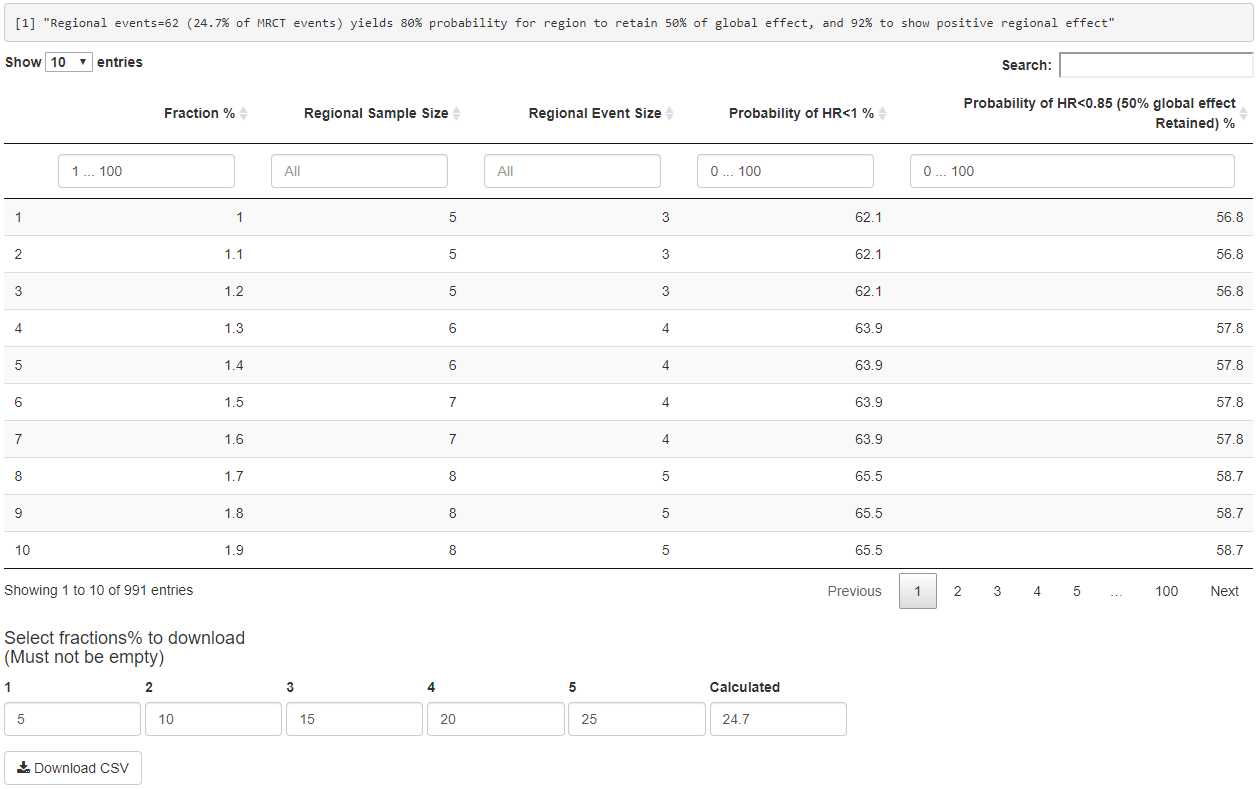 [1] "Regional events=62 (24.7% of MRCT events) yields 80% probability for region to retain 50% of global effect, and 92% to show positive regional effect"
Show 10 entries
Search:
Fraction % Regional Sample Size Regional Event Size Probability of HR<1 % Probability of HR<0.85 (50% global effect
Retained) %
1 ... 100 All All 0 ... 100 0 ... 100
1 1 5 3 62.1 56.8
2 1.1 5 3 62.1 56.8
3 1.2 5 3 62.1 56.8
4 1.3 6 4 63.9 57.8
5 1.4 6 4 63.9 57.8
6 1.5 7 4 63.9 57.8
7 1.6 7 4 63.9 57.8
8 1.7 8 5 65.5 58.7
9 1.8 8 5 65.5 58.7
10 1.9 8 5 65.5 58.7
Showing 1 to 10 of 991 entries
Previous 1 2 3 4 5 ... 100 Next
Select fractions% to download
(Must not be empty)
1 2 3 4 5 Calculated
5 10 15 20 25 24.7
Download CSV